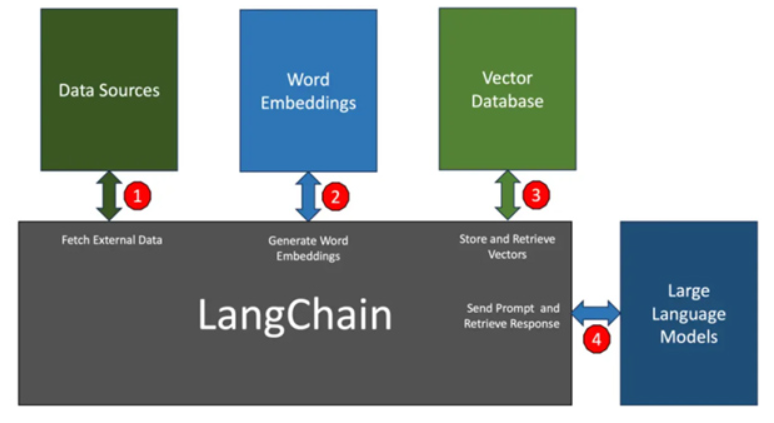 Data Sources
Word
Embeddings
Vector
Database
1
2
3
Fetch External Data
Generate Word
Embeddings
Store and Retrieve
Vectors
LangChain
Send Prompt and
Retrieve Response
4
Large
Language
Models